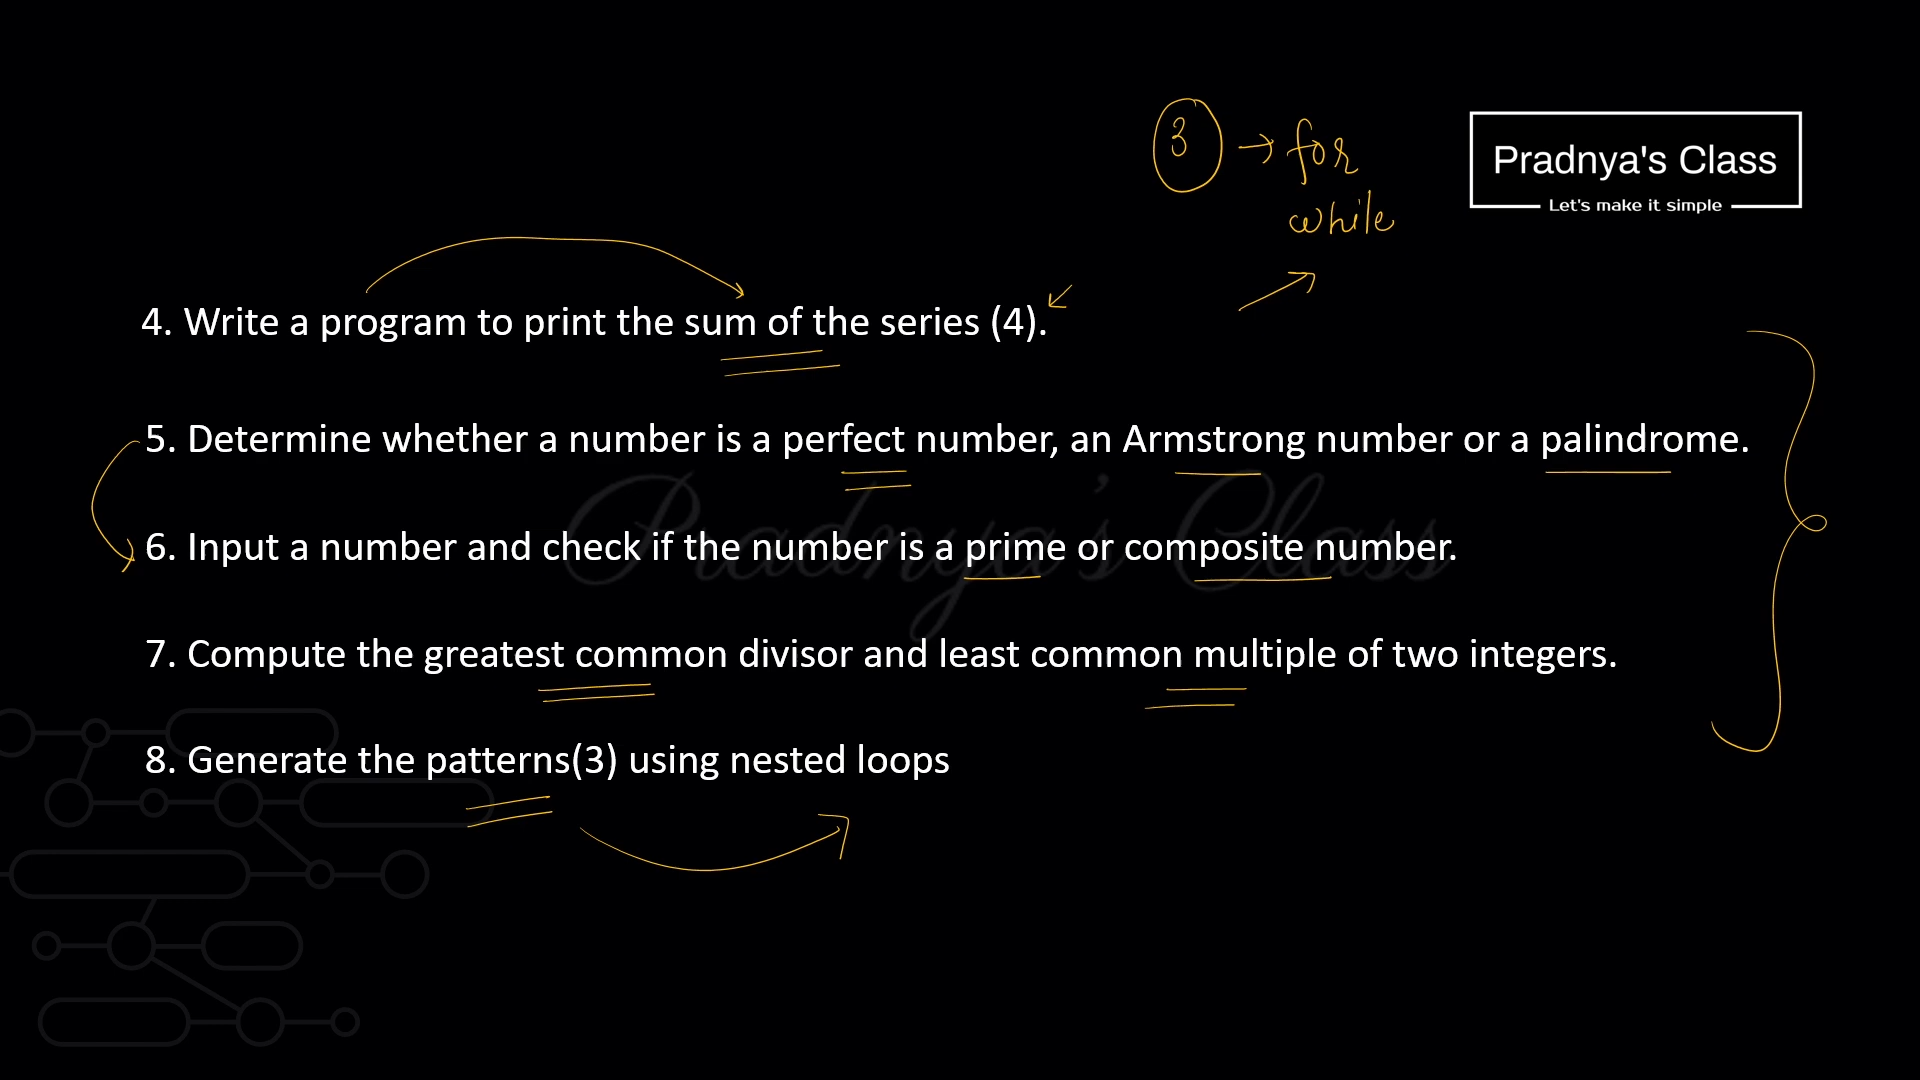 3 → for
while
Pradnya's Class
Let's make it simple
4. Write a program to print the sum of the series (4).
5. Determine whether a number is a perfect number, an Armstrong number or a palindrome.
6. Input a number and check if the number is a prime or composite number.
Pradnya's Class
7. Compute the greatest common divisor and least common multiple of two integers.
8. Generate the patterns(3) using nested loops